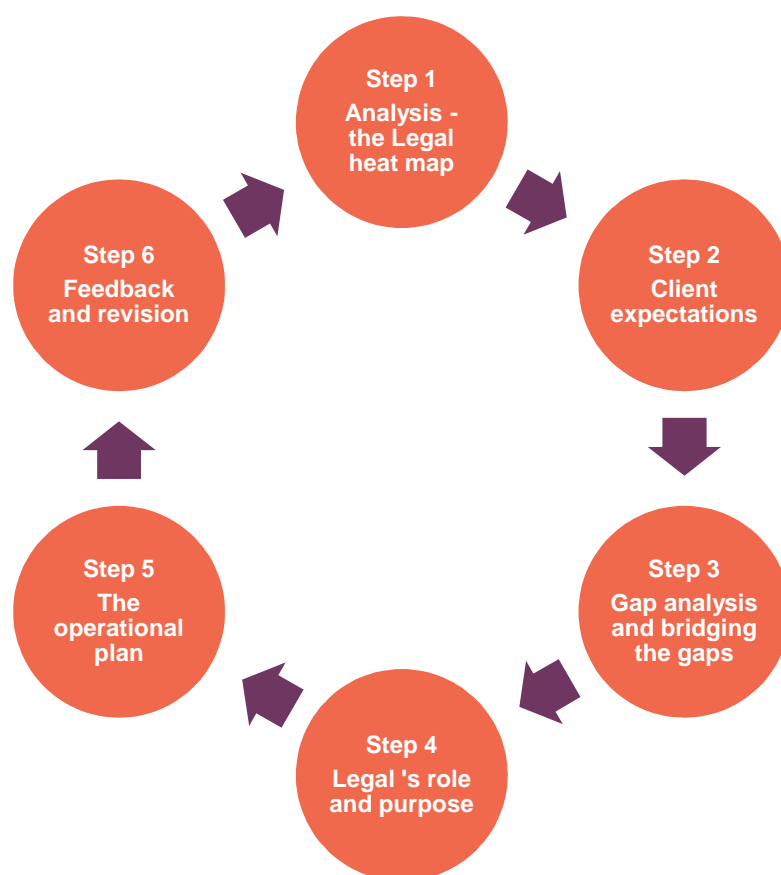 Step 1
Analysis -
the Legal
heat map
Step 2
Client
expectations
Step 3
Gap analysis
and bridging
the gaps
Step 4
Legal 's role
and purpose
Step 5
The
operational
plan
Step 6
Feedback
and revision